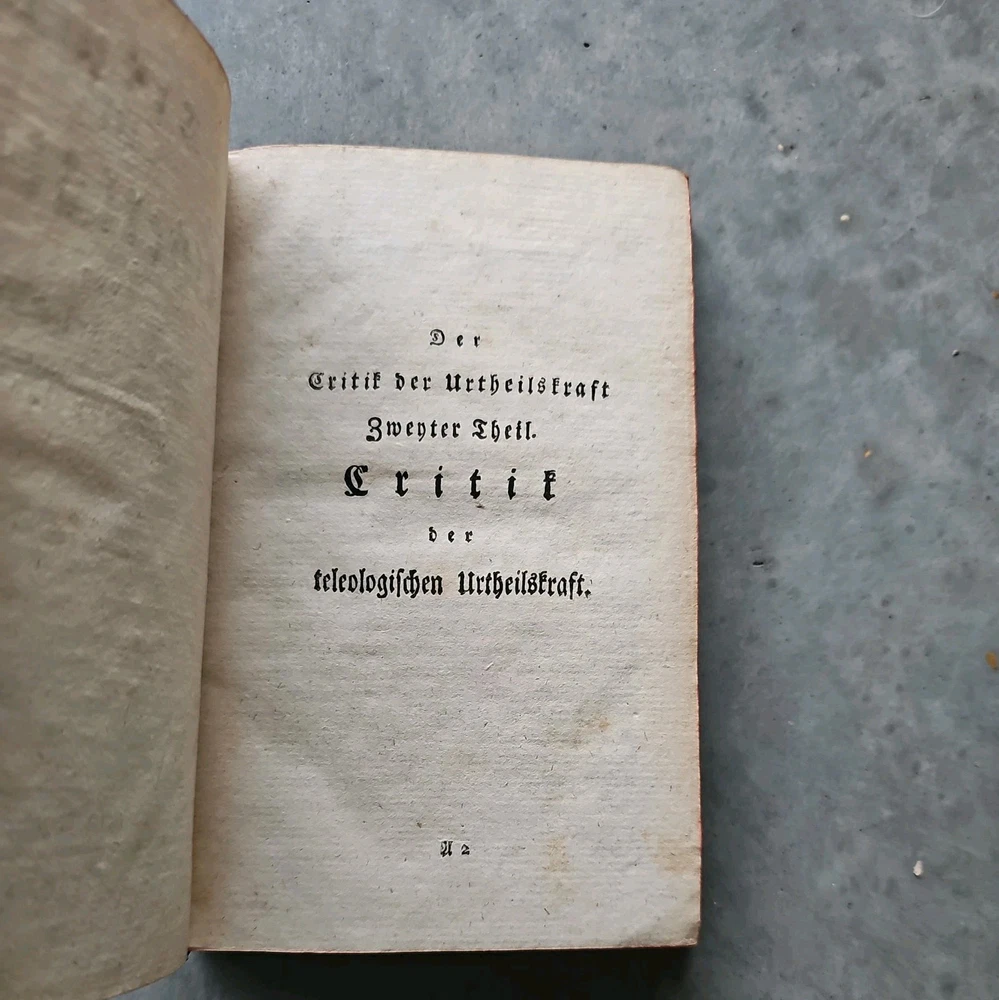 Der
Critik der Urtheilskraft
Zweyter Theil.
Critik
der
teleologischen Urtheilskraft.
A 2